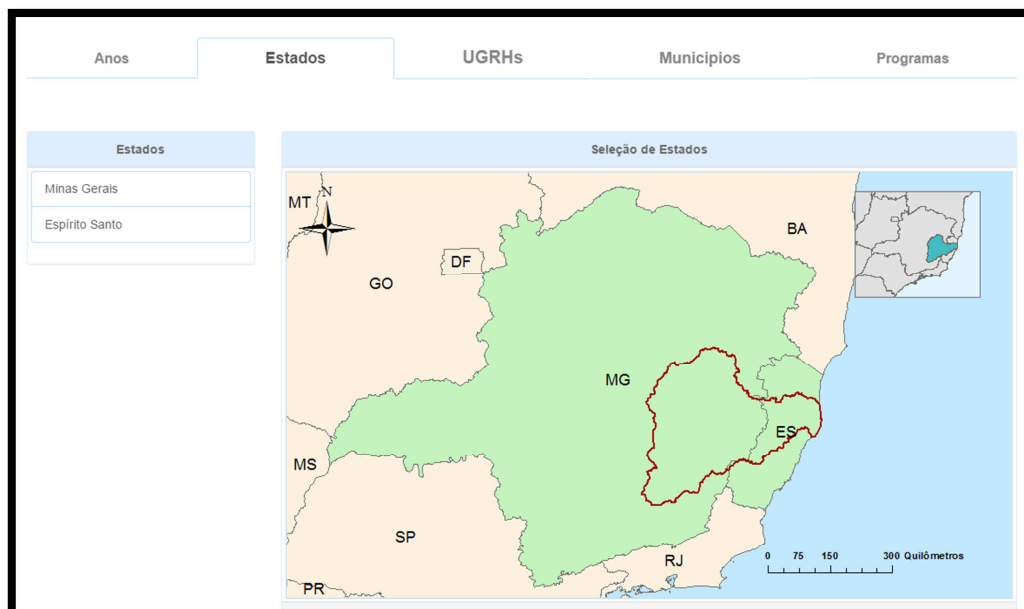 Anos Estados UGRHs Municipios Programas
Estados
Minas Gerais
Espírito Santo
Seleção de Estados
MT
N
BA
DF
GO
MG
ES
MS
SP
RJ
PR
0 75 150 300 Quilômetros